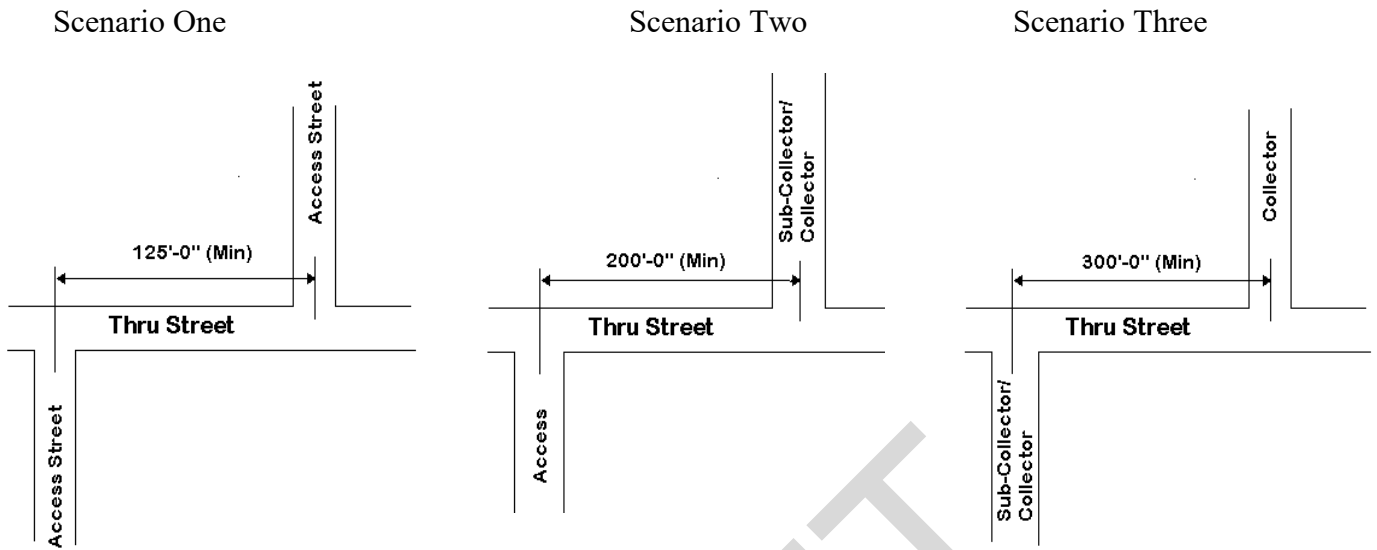 Scenario One
Scenario Two
Scenario Three
Access Street
125'-0" (Min)
Thru Street
Access Street
Sub-Collector/
Collector
200'-0" (Min)
Thru Street
Access
Collector
300'-0" (Min)
Thru Street
Sub-Collector/
Collector